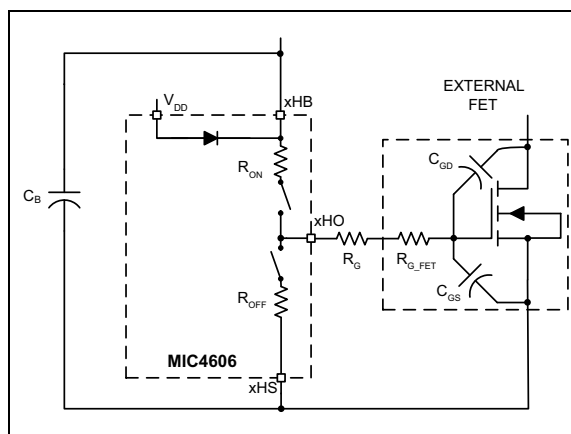 EXTERNAL
FET
V_DD
xHB
R_ON
C_GD
C_B
xHO
R_G
R_G_FET
C_GS
R_OFF
MIC4606
xHS